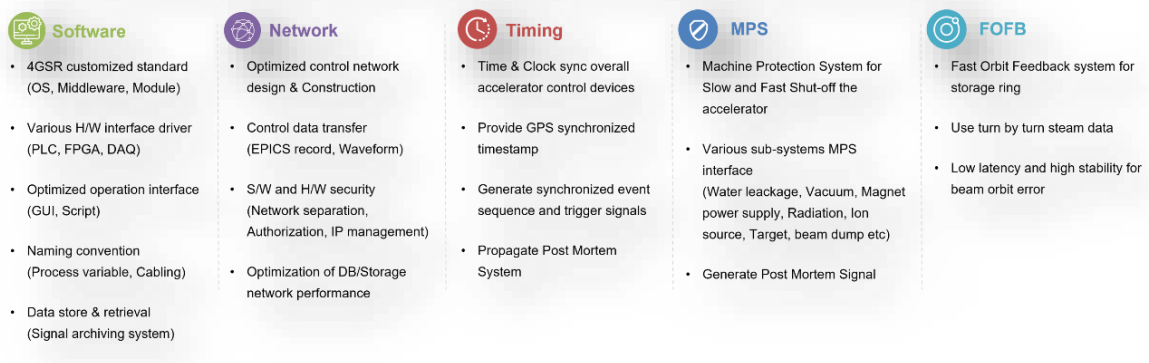 Software
• 4GSR customized standard
(OS, Middleware, Module)
• Various H/W interface driver
(PLC, FPGA, DAQ)
• Optimized operation interface
(GUI, Script)
• Naming convention
(Process variable, Cabling)
• Data store & retrieval
(Signal archiving system)
Network
• Optimized control network
design & Construction
• Control data transfer
(EPICS record, Waveform)
• S/W and H/W security
(Network separation,
Authorization, IP management)
• Optimization of DB/Storage
network performance
Timing
• Time & Clock sync overall
accelerator control devices
• Provide GPS synchronized
timestamp
• Generate synchronized event
sequence and trigger signals
• Propagate Post Mortem
System
MPS
• Machine Protection System for
Slow and Fast Shut-off the
accelerator
• Various sub-systems MPS
interface
(Water leackage, Vacuum, Magnet
power supply, Radiation, Ion
source, Target, beam dump etc)
• Generate Post Mortem Signal
FOFB
• Fast Orbit Feedback system for
storage ring
• Use turn by turn steam data
• Low latency and high stability for
beam orbit error